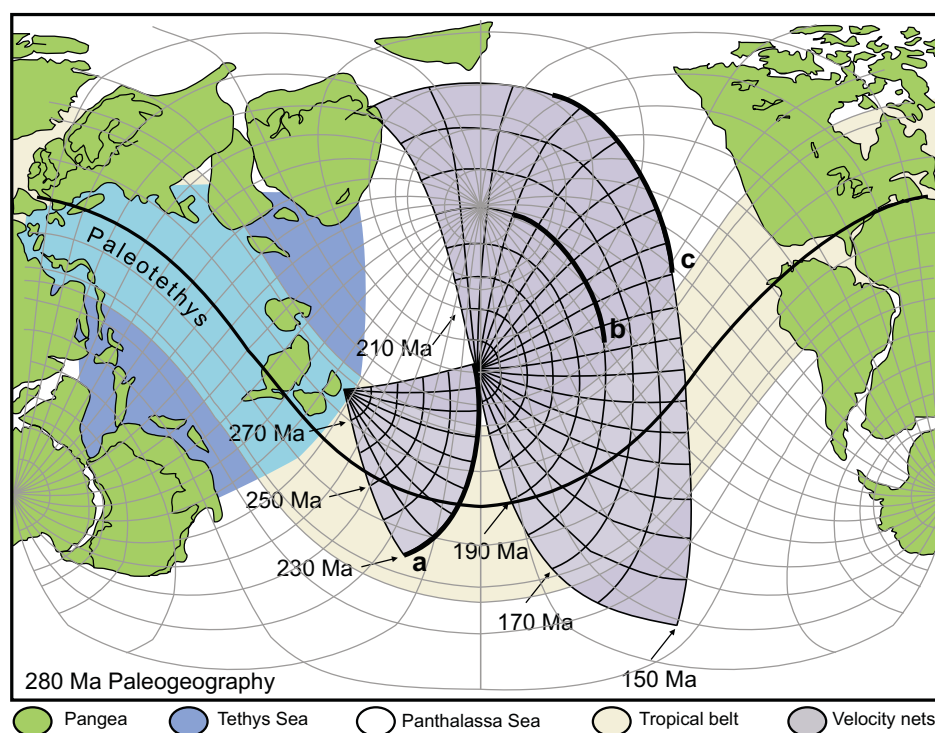 Paleotethys
c
b
210 Ma
270 Ma
250 Ma
190 Ma
230 Ma
a
170 Ma
150 Ma
280 Ma Paleogeography
Pangea
Tethys Sea
Panthalassa Sea
Tropical belt
Velocity nets